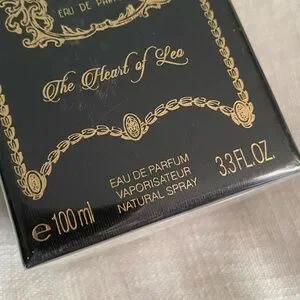 EAU DE PARFUM
The Heart of Leo
EAU DE PARFUM
VAPORISATEUR
NATURAL SPRAY
e 100 ml
3.3 FL.OZ.